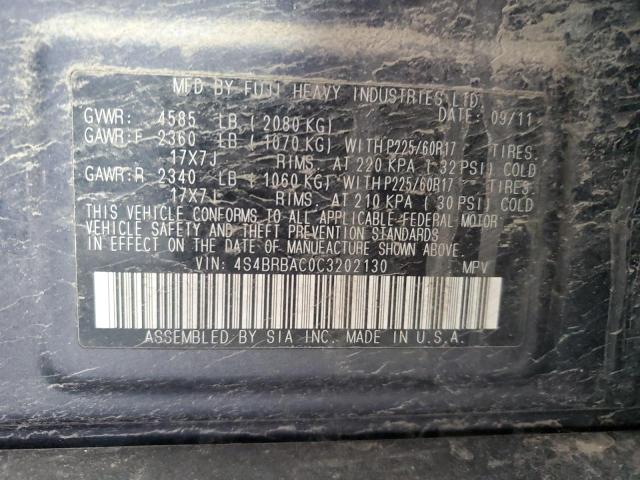 MFD BY FUJI HEAVY INDUSTRIES LTD.
GVWR: 4585 LB ( 2080 KG) DATE: 09/11
GAWR:F 2360 LB ( 1070 KG) WITH P225/60R17 TIRES,
17X7J RIMS, AT 220 KPA ( 32 PSI) COLD
GAWR:R 2340 LB ( 1060 KG) WITH P225/60R17 TIRES,
17X7J RIMS, AT 210 KPA ( 30 PSI) COLD
THIS VEHICLE CONFORMS TO ALL APPLICABLE FEDERAL MOTOR
VEHICLE SAFETY AND THEFT PREVENTION STANDARDS
IN EFFECT ON THE DATE OF MANUFACTURE SHOWN ABOVE.
VIN: 4S4BRBAC0C3202130 MPV
ASSEMBLED BY SIA INC. MADE IN U.S.A.